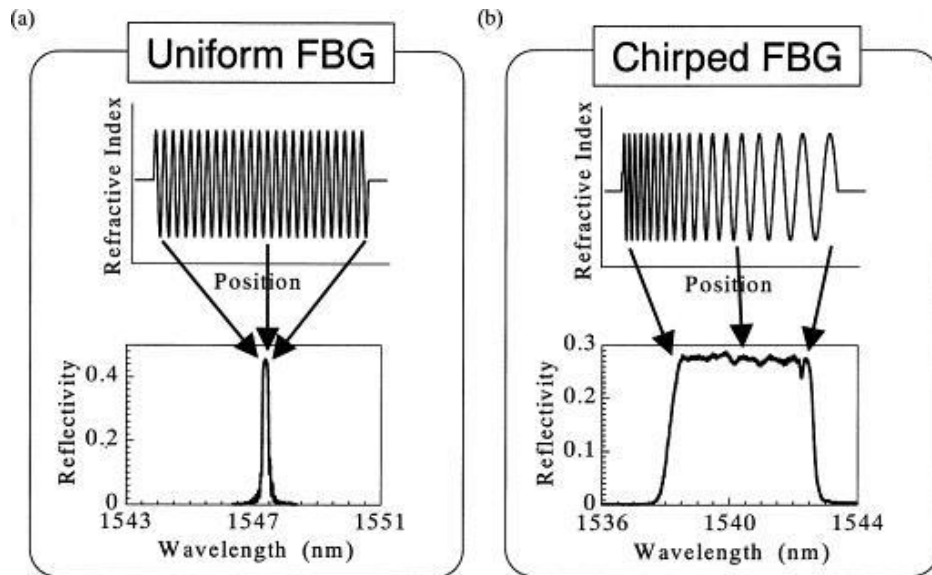 (a)
Uniform FBG
Refractive Index
Position
Reflectivity
0.4
0.2
0
1543
1547
1551
Wavelength (nm)
(b)
Chirped FBG
Refractive Index
Position
Reflectivity
0.3
0.2
0.1
0
1536
1540
1544
Wavelength (nm)